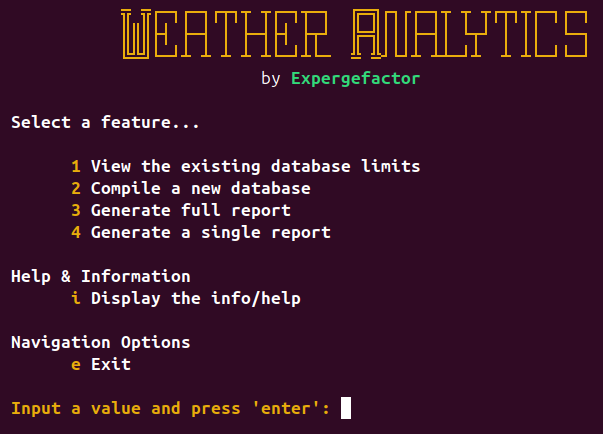 WEATHER ANALYTICS
by Expergefactor
Select a feature...
1 View the existing database limits
2 Compile a new database
3 Generate full report
4 Generate a single report
Help & Information
i Display the info/help
Navigation Options
e Exit
Input a value and press 'enter':